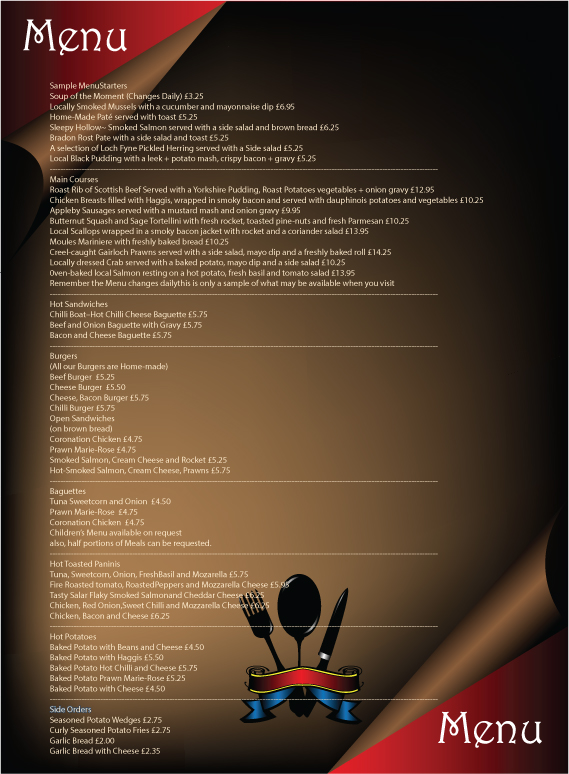 Menu
Sample MenuStarters
Soup of the Moment (Changes Daily) £3.25
Locally Smoked Mussels with a cucumber and mayonnaise dip £6.95
Home-Made Paté served with toast £5.25
Sleepy Hollow~ Smoked Salmon served with a side salad and brown bread £6.25
Bradon Rost Pate with a side salad and toast £5.25
A selection of Loch Fyne Pickled Herring served with a Side salad £5.25
Local Black Pudding with a leek + potato mash, crispy bacon + gravy £5.25
Main Courses
Roast Rib of Scottish Beef Served with a Yorkshire Pudding, Roast Potatoes vegetables + onion gravy £12.95
Chicken Breasts filled with Haggis, wrapped in smoky bacon and served with dauphinois potatoes and vegetables £10.25
Appleby Sausages served with a mustard mash and onion gravy £9.95
Butternut Squash and Sage Tortellini with fresh rocket, toasted pine-nuts and fresh Parmesan £10.25
Local Scallops wrapped in a smoky bacon jacket with rocket and a coriander salad £13.95
Moules Mariniere with freshly baked bread £10.25
Creel-caught Gairloch Prawns served with a side salad, mayo dip and a freshly baked roll £14.25
Locally dressed Crab served with a baked potato, mayo dip and a side salad £10.25
Oven-baked local Salmon resting on a hot potato, fresh basil and tomato salad £13.95
Remember the Menu changes dailythis is only a sample of what may be available when you visit
Hot Sandwiches
Chilli Boat–Hot Chilli Cheese Baguette £5.75
Beef and Onion Baguette with Gravy £5.75
Bacon and Cheese Baguette £5.75
Burgers
(All our Burgers are Home-made)
Beef Burger £5.25
Cheese Burger £5.50
Cheese, Bacon Burger £5.75
Chilli Burger £5.75
Open Sandwiches
(on brown bread)
Coronation Chicken £4.75
Prawn Marie-Rose £4.75
Smoked Salmon, Cream Cheese and Rocket £5.25
Hot-Smoked Salmon, Cream Cheese, Prawns £5.75
Baguettes
Tuna Sweetcorn and Onion £4.50
Prawn Marie-Rose £4.75
Coronation Chicken £4.75
Children's Menu available on request
also, half portions of Meals can be requested.
Hot Toasted Paninis
Tuna, Sweetcorn, Onion, FreshBasil and Mozarella £5.75
Fire Roasted tomato, RoastedPeppers and Mozzarella Cheese £5.95
Tasty Salar Flaky Smoked Salmonand Cheddar Cheese £6.25
Chicken, Red Onion,Sweet Chilli and Mozzarella Cheese £6.25
Chicken, Bacon and Cheese £6.25
Hot Potatoes
Baked Potato with Beans and Cheese £4.50
Baked Potato with Haggis £5.50
Baked Potato Hot Chilli and Cheese £5.75
Baked Potato Prawn Marie-Rose £5.25
Baked Potato with Cheese £4.50
Side Orders
Seasoned Potato Wedges £2.75
Curly Seasoned Potato Fries £2.75
Garlic Bread £2.00
Garlic Bread with Cheese £2.35
Menu